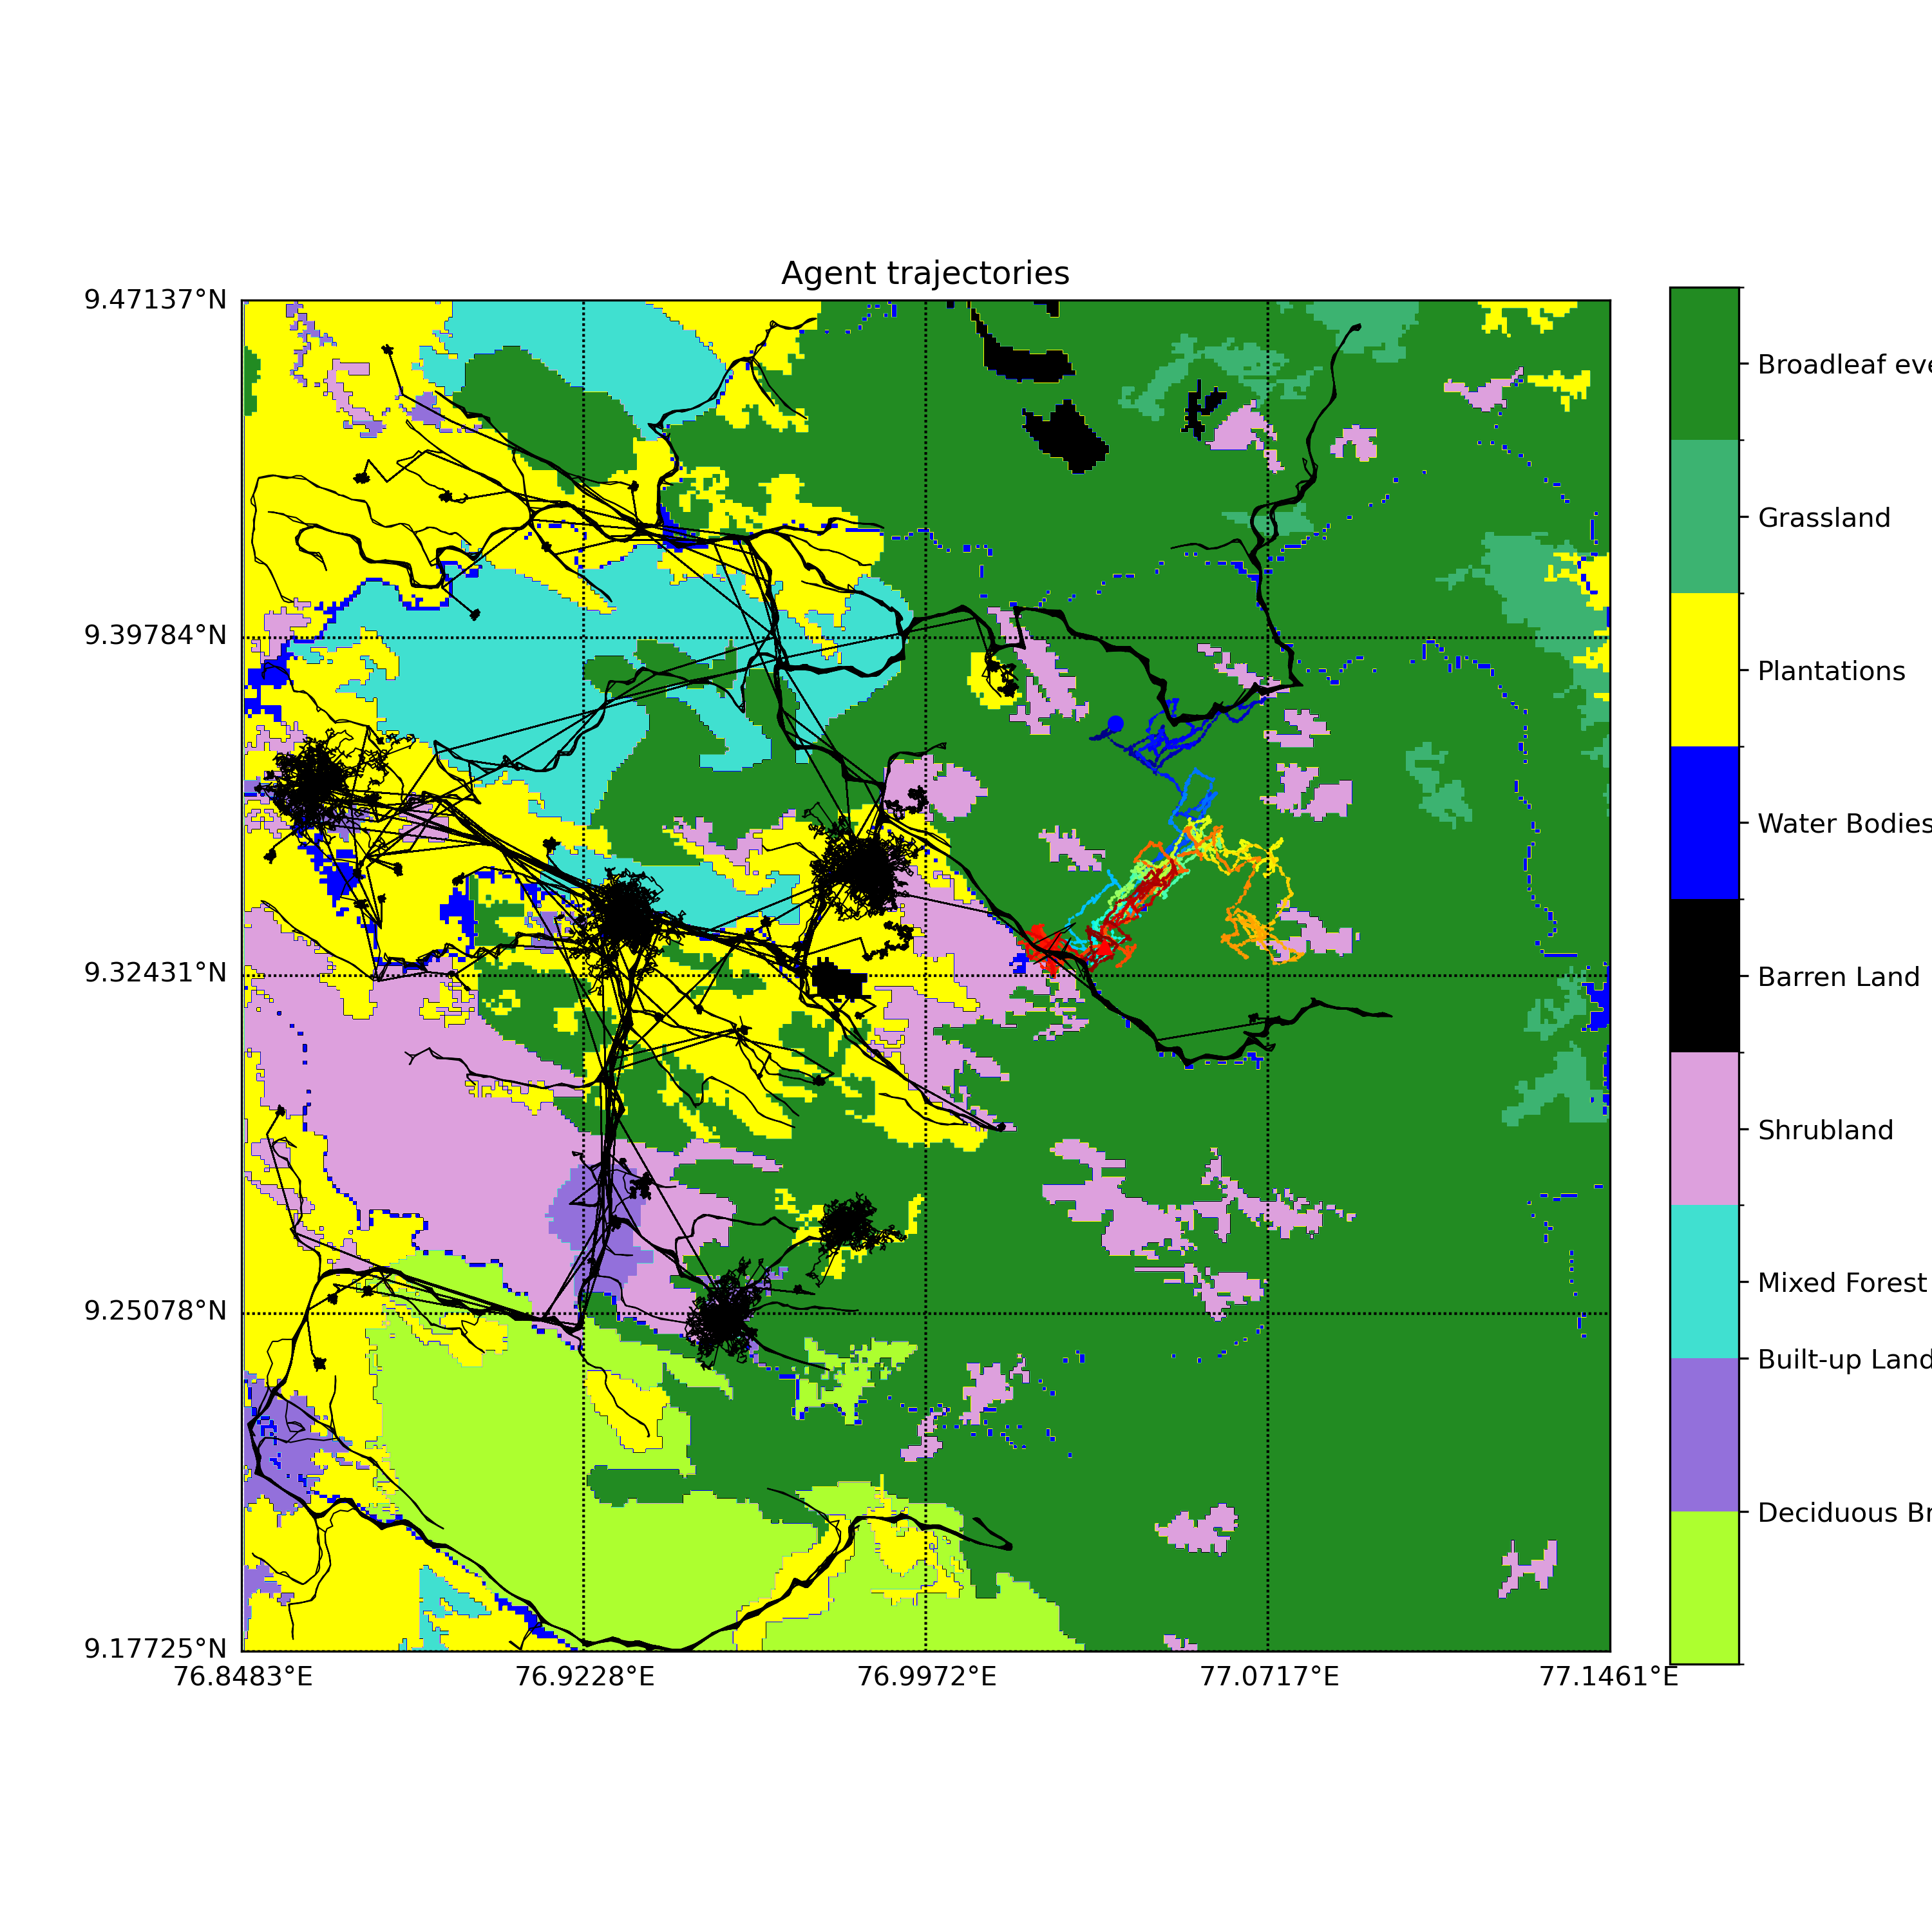 Agent trajectories
9.47137°N
9.39784°N
9.32431°N
9.25078°N
9.17725°N
76.8483°E
76.9228°E
76.9972°E
77.0717°E
77.1461°E
Broadleaf eve
Grassland
Plantations
Water Bodies
Barren Land
Shrubland
Mixed Forest
Built-up Land
Deciduous Br